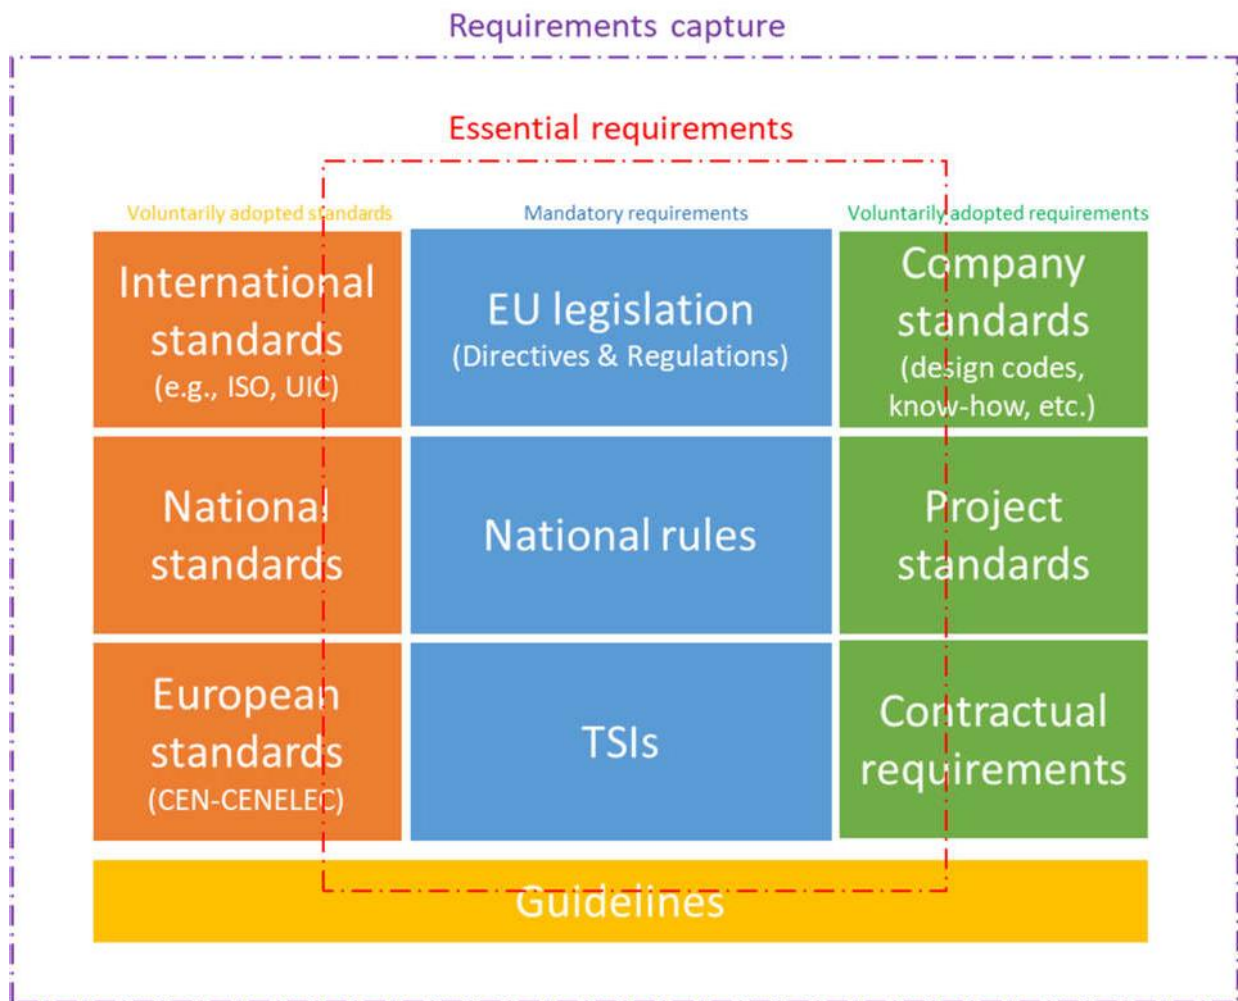 Requirements capture
Essential requirements
Voluntarily adopted standards
Mandatory requirements
Voluntarily adopted requirements
International
standards
(e.g., ISO, UIC)
EU legislation
(Directives & Regulations)
Company
standards
(design codes,
know-how, etc.)
National
standards
National rules
Project
standards
European
standards
(CEN-CENELEC)
TSIs
Contractual
requirements
Guidelines